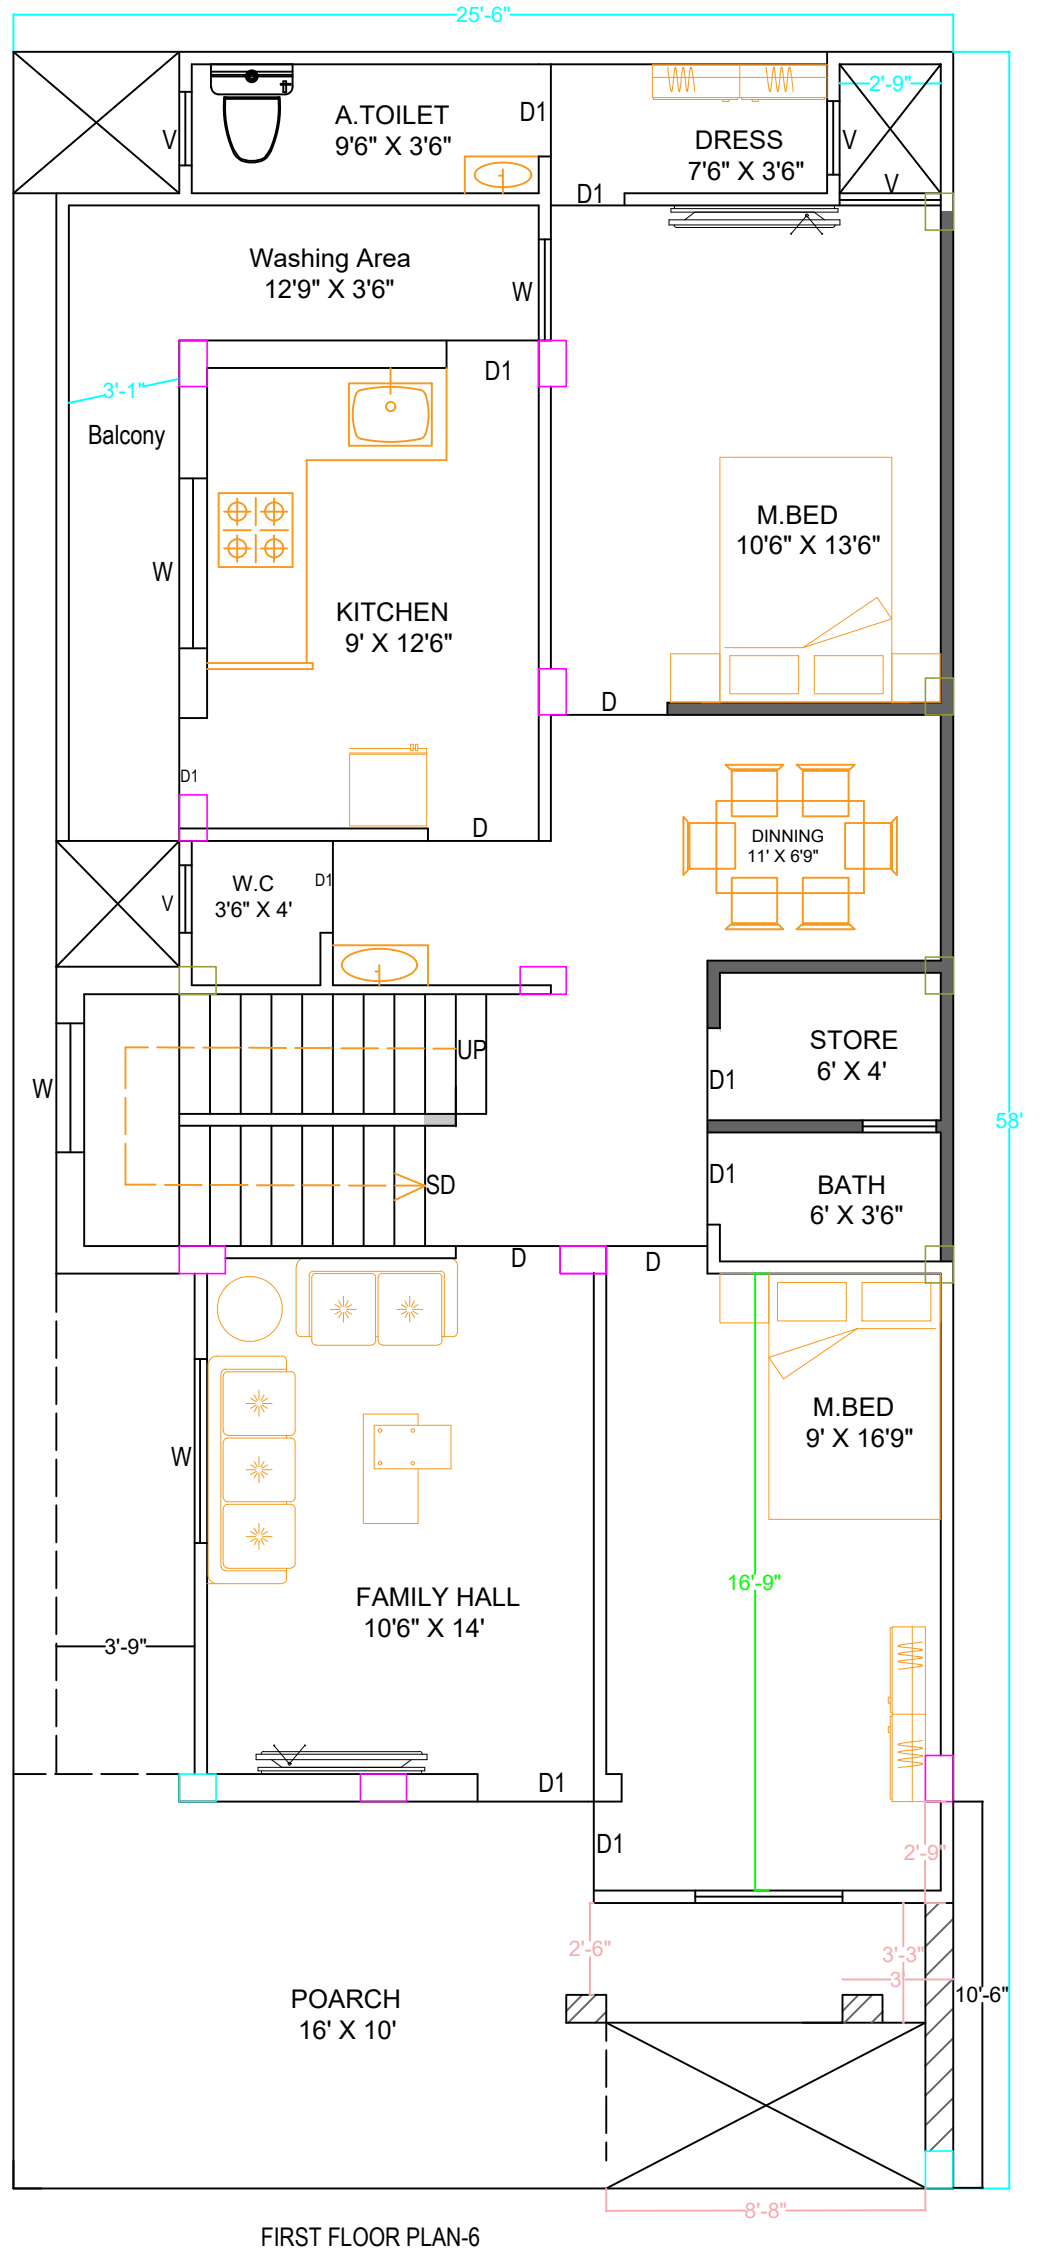 25'-6"
A.TOILET
9'6" X 3'6"
D1
V
DRESS
7'6" X 3'6"
2'-9"
V
V
D1
Washing Area
12'9" X 3'6"
W
3'-1"
Balcony
D1
W
KITCHEN
9' X 12'6"
M.BED
10'6" X 13'6"
D
D1
D
DINNING
11' X 6'9"
W.C
3'6" X 4'
D1
V
UP
W
STORE
6' X 4'
D1
58'
D1
BATH
6' X 3'6"
SD
D
D
M.BED
9' X 16'9"
W
16'-9"
FAMILY HALL
10'6" X 14'
3'-9"
D1
D1
2'-9"
2'-6"
3'-3"
3'
10'-6"
POARCH
16' X 10'
8'-8"
FIRST FLOOR PLAN-6